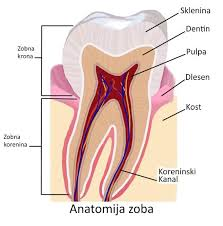 Sklenina
Dentin
Pulpa
Dlesen
Kost
Zobna
krona
Zobna
korenina
Koreninski
Kanal
Anatomija zoba